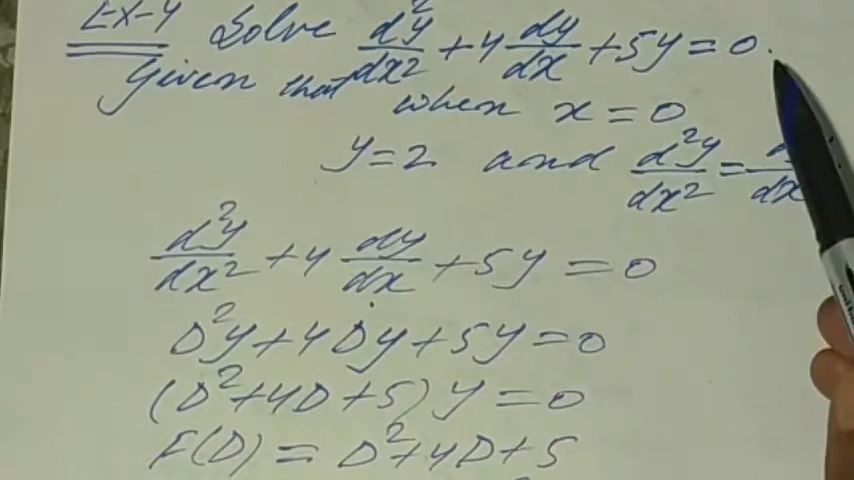 Ex-4 Solve d²y/dx² + 4 dy/dx + 5y = 0.
Given that when x = 0
y = 2 and d²y/dx² = d/dx
d²y/dx² + 4 dy/dx + 5y = 0
D²y + 4Dy + 5y = 0
(D² + 4D + 5) y = 0
F(D) = D² + 4D + 5